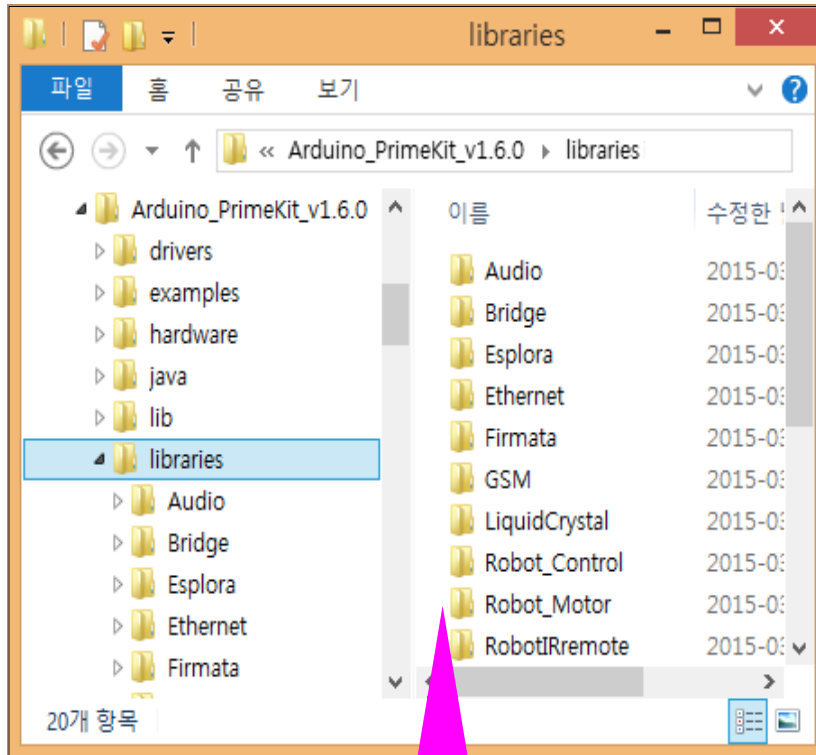 libraries
파일 홈 공유 보기
« Arduino_PrimeKit_v1.6.0 libraries
Arduino_PrimeKit_v1.6.0
drivers
examples
hardware
java
lib
libraries
Audio
Bridge
Esplora
Ethernet
Firmata
이름 수정한
Audio 2015-03
Bridge 2015-03
Esplora 2015-03
Ethernet 2015-03
Firmata 2015-03
GSM 2015-03
LiquidCrystal 2015-03
Robot_Control 2015-03
Robot_Motor 2015-03
RobotIRremote 2015-03
20개 항목